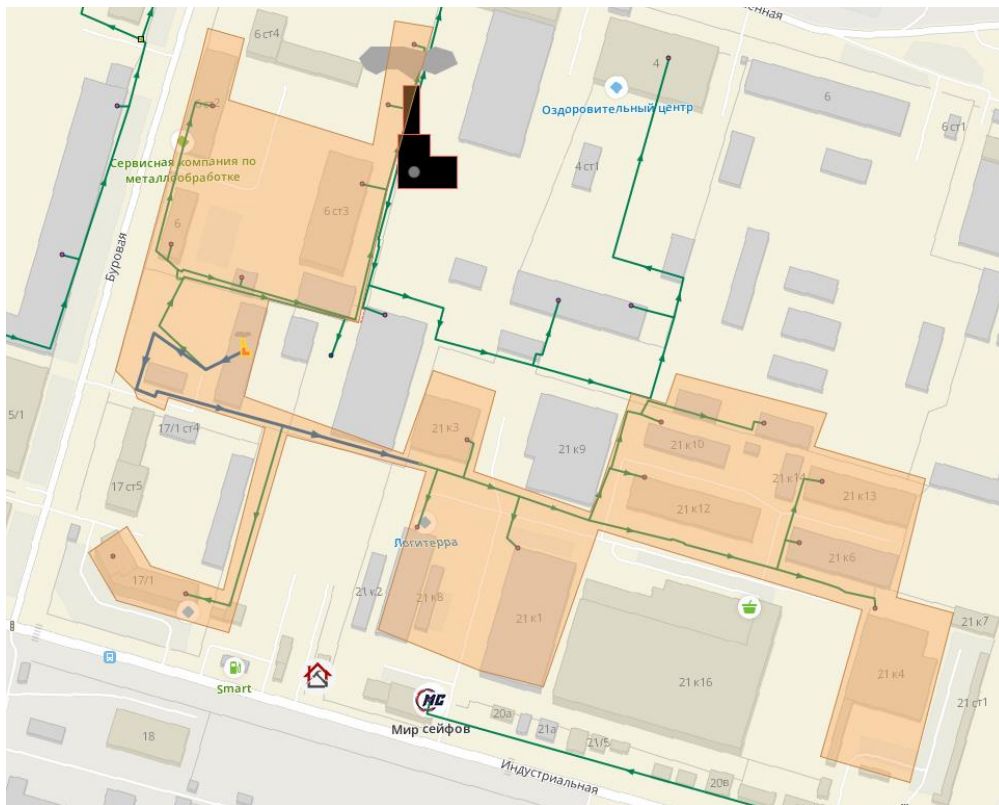 6 ст4
4
6
Оздоровительный центр
6 ст2
6 ст1
Сервисная компания по
металлообработке
4 ст1
6 ст3
6
Буровая
5/1
17/1 ст4
21 к3
21 к9
21 к10
21 к14
21 к13
17 ст5
21 к12
Логитерра
21 к6
17/1
21 к2
21 к8
21 к1
21 к7
21 к4
21 к16
Smart
21 ст1
МС
Мир сейфов
20а
21а
21/5
18
20в
Индустриальная